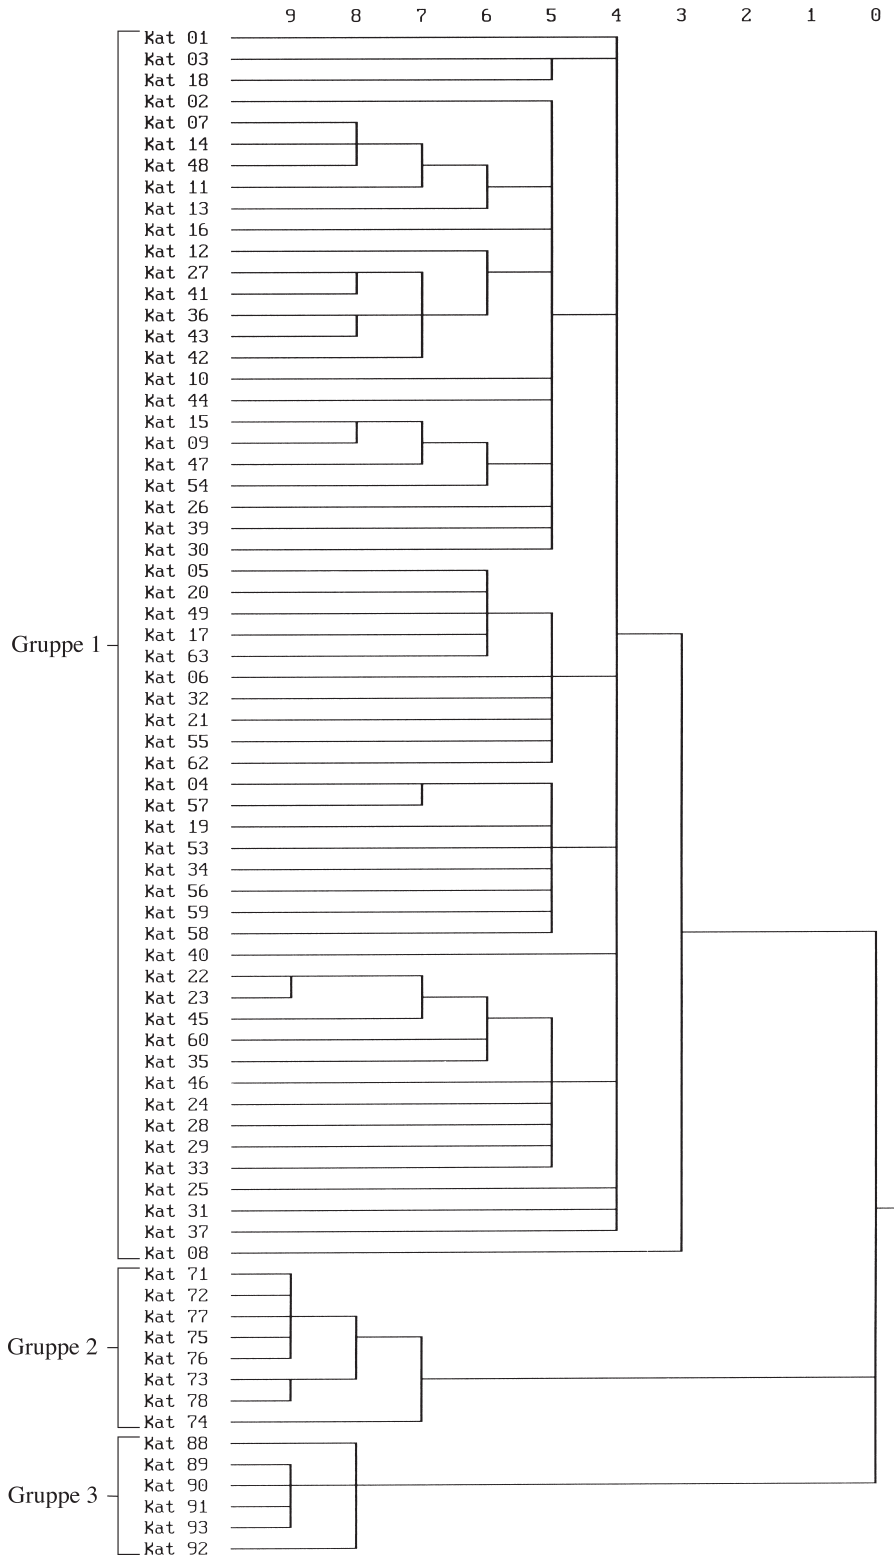 9 8 7 6 5 4 3 2 1 0
Kat 01
Kat 03
Kat 18
Kat 02
Kat 07
Kat 14
Kat 48
Kat 11
Kat 13
Kat 16
Kat 12
Kat 27
Kat 41
Kat 36
Kat 43
Kat 42
Kat 10
Kat 44
Kat 15
Kat 09
Kat 47
Kat 54
Kat 26
Kat 39
Kat 30
Kat 05
Kat 20
Kat 49
Kat 17
Gruppe 1
Kat 63
Kat 06
Kat 32
Kat 21
Kat 55
Kat 62
Kat 04
Kat 57
Kat 19
Kat 53
Kat 34
Kat 56
Kat 59
Kat 58
Kat 40
Kat 22
Kat 23
Kat 45
Kat 60
Kat 35
Kat 46
Kat 24
Kat 28
Kat 29
Kat 33
Kat 25
Kat 31
Kat 37
Kat 08
Kat 71
Kat 72
Kat 77
Kat 75
Gruppe 2
Kat 76
Kat 73
Kat 78
Kat 74
Kat 88
Kat 89
Kat 90
Gruppe 3
Kat 91
Kat 93
Kat 92